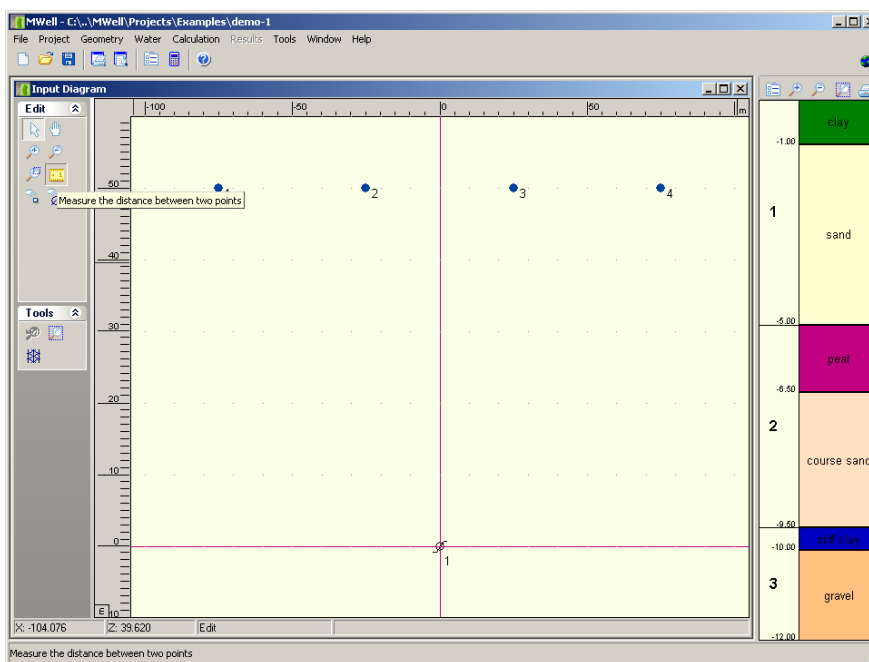 MWell - C:\..\MWell\Projects\Examples\demo-1
File Project Geometry Water Calculation Results Tools Window Help
Input Diagram
Edit
-100 -50 0 50 m
50
Measure the distance between two points
2 3 4
40
Tools
30
20
10
0
1
E
10
X: -104.076 Z: 39.620 Edit
Measure the distance between two points
clay
-1.00
1
sand
-5.00
peat
-6.50
2
course sand
-9.50
stiff clay
-10.00
3
gravel
-12.00